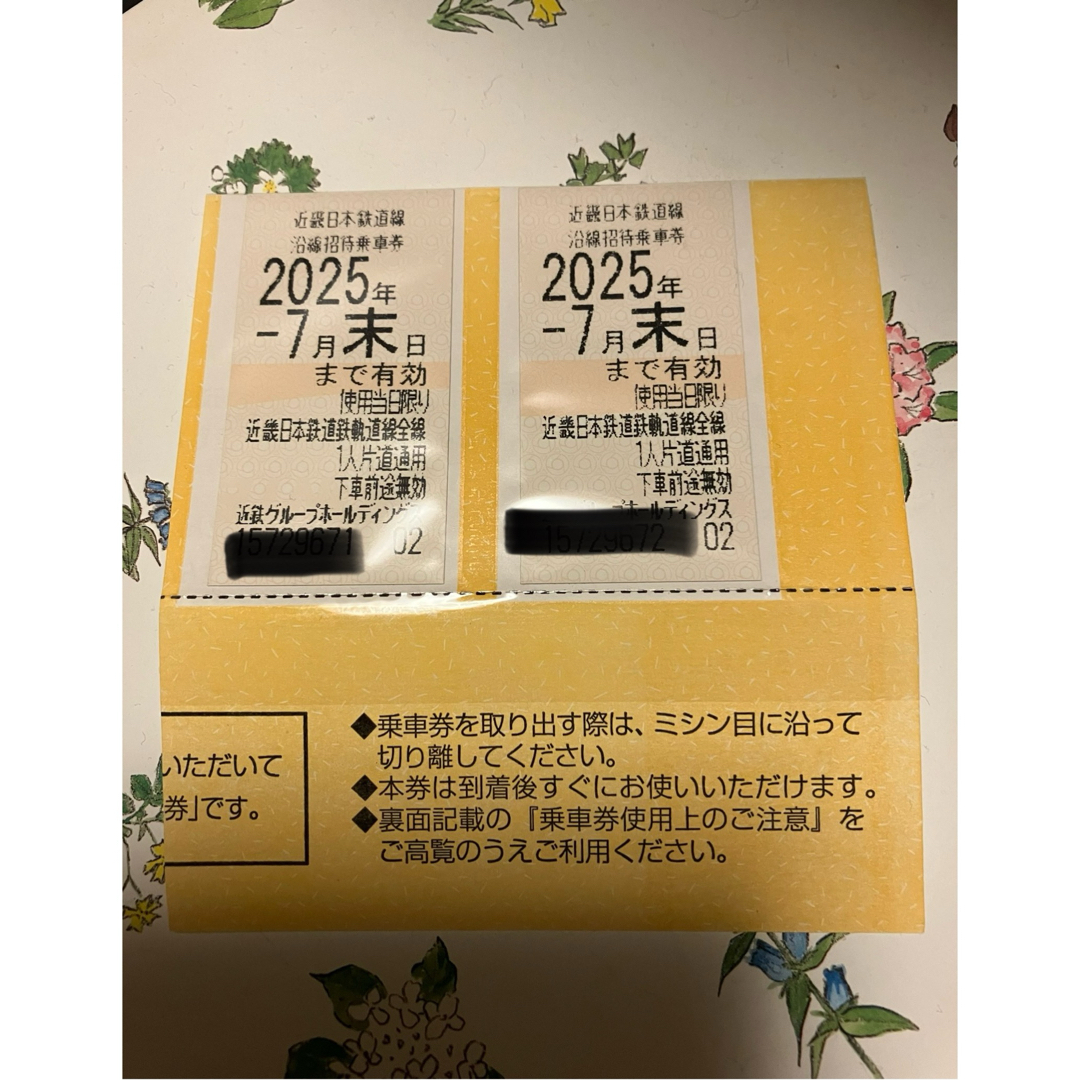 近畿日本鉄道線
沿線招待乗車券
2025年
-7月末日
まで有効
使用当日限り
近畿日本鉄道鉄軌道線全線
1人片道通用
下車前途無効
近鉄グループホールディングス
15729671 02
近畿日本鉄道線
沿線招待乗車券
2025年
-7月末日
まで有効
使用当日限り
近畿日本鉄道鉄軌道線全線
1人片道通用
下車前途無効
ープホールディングス
15729672 02
いただいて
券」です。
◆乗車券を取り出す際は、ミシン目に沿って
切り離してください。
◆本券は到着後すぐにお使いいただけます。
◆裏面記載の『乗車券使用上のご注意』を
ご高覧のうえご利用ください。